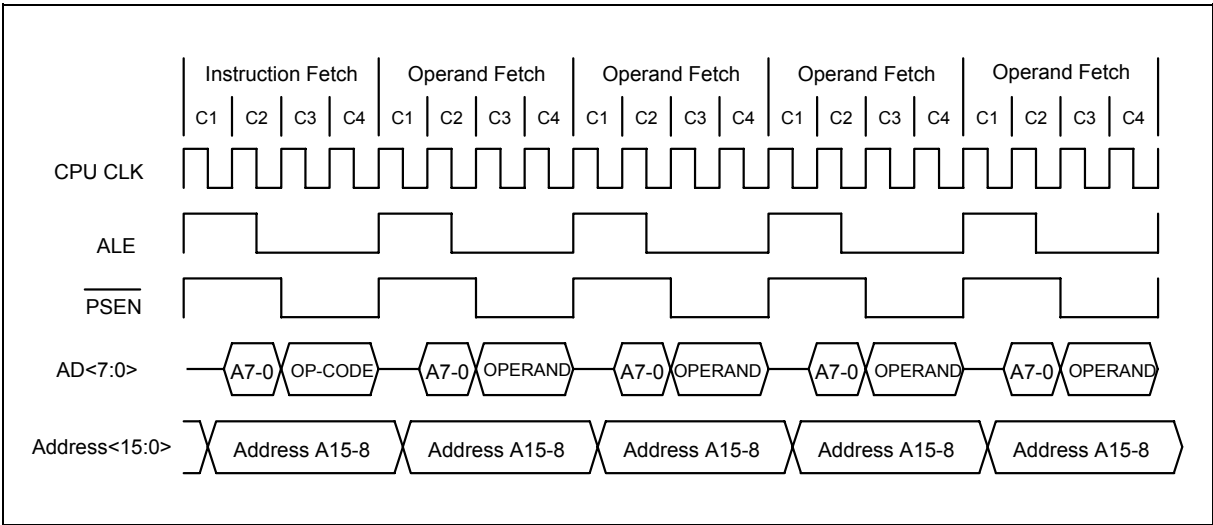 Instruction Fetch Operand Fetch Operand Fetch Operand Fetch Operand Fetch
C1 C2 C3 C4 C1 C2 C3 C4 C1 C2 C3 C4 C1 C2 C3 C4 C1 C2 C3 C4
CPU CLK
ALE
PSEN
AD<7:0> A7-0 OP-CODE A7-0 OPERAND A7-0 OPERAND A7-0 OPERAND A7-0 OPERAND
Address<15:0> Address A15-8 Address A15-8 Address A15-8 Address A15-8 Address A15-8